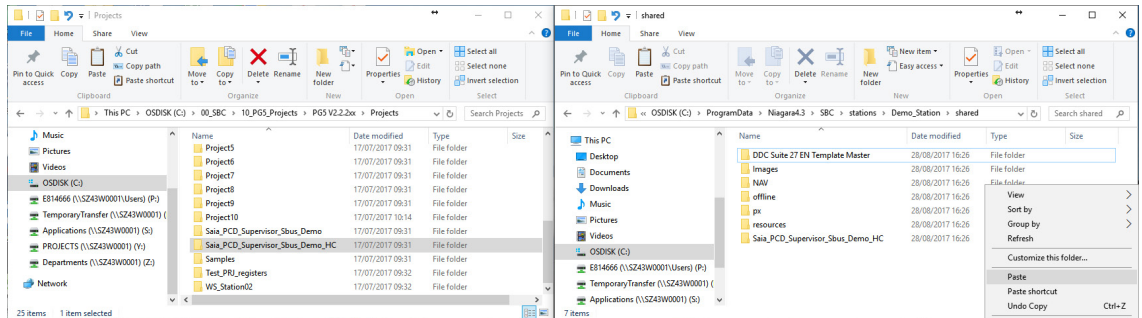 Projects
File Home Share View
Pin to Quick access
Copy
Paste
Cut
Copy path
Paste shortcut
Clipboard
Move to
Copy to
Delete
Rename
Organize
New folder
New
Properties
Open
Edit
History
Open
Select all
Select none
Invert selection
Select
This PC > OSDISK (C:) > 00_SBC > 10_PG5_Projects > PG5 V2.2.2xx > Projects
Search Projects
Music
Pictures
Videos
OSDISK (C:)
E814666 (\\SZ43W0001\Users) (P:)
TemporaryTransfer (\\SZ43W0001) (
Applications (\\SZ43W0001) (S:)
PROJECTS (\\SZ43W0001) (Y:)
Departments (\\SZ43W0001) (Z:)
Network
Name Date modified Type Size
Project5 17/07/2017 09:31 File folder
Project6 17/07/2017 09:31 File folder
Project7 17/07/2017 09:31 File folder
Project8 17/07/2017 09:31 File folder
Project9 17/07/2017 09:31 File folder
Project10 17/07/2017 10:14 File folder
Saia_PCD_Supervisor_Sbus_Demo 17/07/2017 09:31 File folder
Saia_PCD_Supervisor_Sbus_Demo_HC 17/07/2017 09:31 File folder
Samples 17/07/2017 09:31 File folder
Test_PRJ_registers 17/07/2017 09:32 File folder
WS_Station02 17/07/2017 09:32 File folder
25 items 1 item selected
shared
File Home Share View
Pin to Quick access
Copy
Paste
Cut
Copy path
Paste shortcut
Clipboard
Move to
Copy to
Delete
Rename
Organize
New folder
New item
Easy access
New
Properties
Open
Edit
History
Open
Select all
Select none
Invert selection
Select
« OSDISK (C:) > ProgramData > Niagara4.3 > SBC > stations > Demo_Station > shared
Search shared
This PC
Desktop
Documents
Downloads
Music
Pictures
Videos
OSDISK (C:)
E814666 (\\SZ43W0001\Users) (P:)
TemporaryTransfer (\\SZ43W0001) (
Applications (\\SZ43W0001) (S:)
Name Date modified Type Size
DDC Suite 27 EN Template Master 28/08/2017 16:26 File folder
Images 28/08/2017 16:26 File folder
NAV 28/08/2017 16:26 File folder
offline 28/08/2017 16:26
px 28/08/2017 16:26
resources 28/08/2017 16:26
Saia_PCD_Supervisor_Sbus_Demo_HC 28/08/2017 16:26
7 items
View
Sort by
Group by
Refresh
Customize this folder...
Paste
Paste shortcut
Undo Copy Ctrl+Z